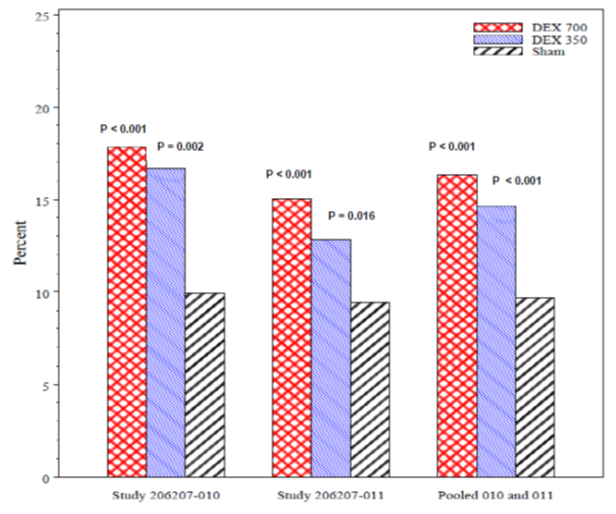 25
DEX 700
DEX 350
Sham
20
P < 0.001
P = 0.002
P < 0.001
P < 0.001
P < 0.001
P = 0.016
15
Percent
10
5
0
Study 206207-010
Study 206207-011
Pooled 010 and 011